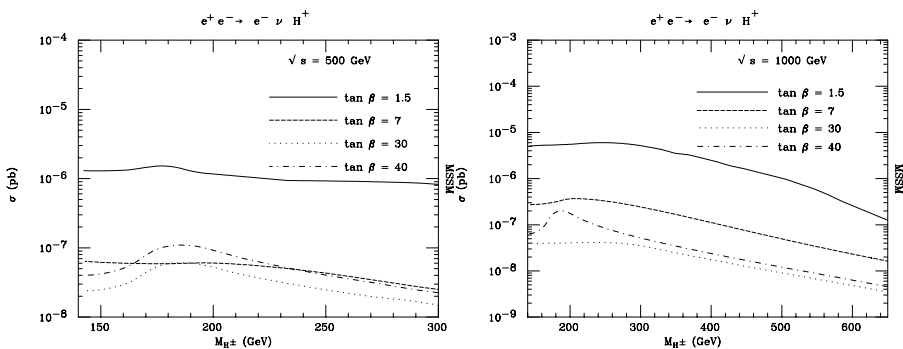 e⁺ e⁻ → e⁻ ν H⁺
10⁻⁴
√ s = 500 GeV
tan β = 1.5
tan β = 7
tan β = 30
tan β = 40
10⁻⁵
10⁻⁶
10⁻⁷
10⁻⁸
σ (pb)
MSSM
150
200
250
300
M_H± (GeV)
e⁺ e⁻ → e⁻ ν H⁺
10⁻³
√ s = 1000 GeV
tan β = 1.5
tan β = 7
tan β = 30
tan β = 40
10⁻⁴
10⁻⁵
10⁻⁶
10⁻⁷
10⁻⁸
10⁻⁹
σ (pb)
MSSM
200
300
400
500
600
M_H± (GeV)